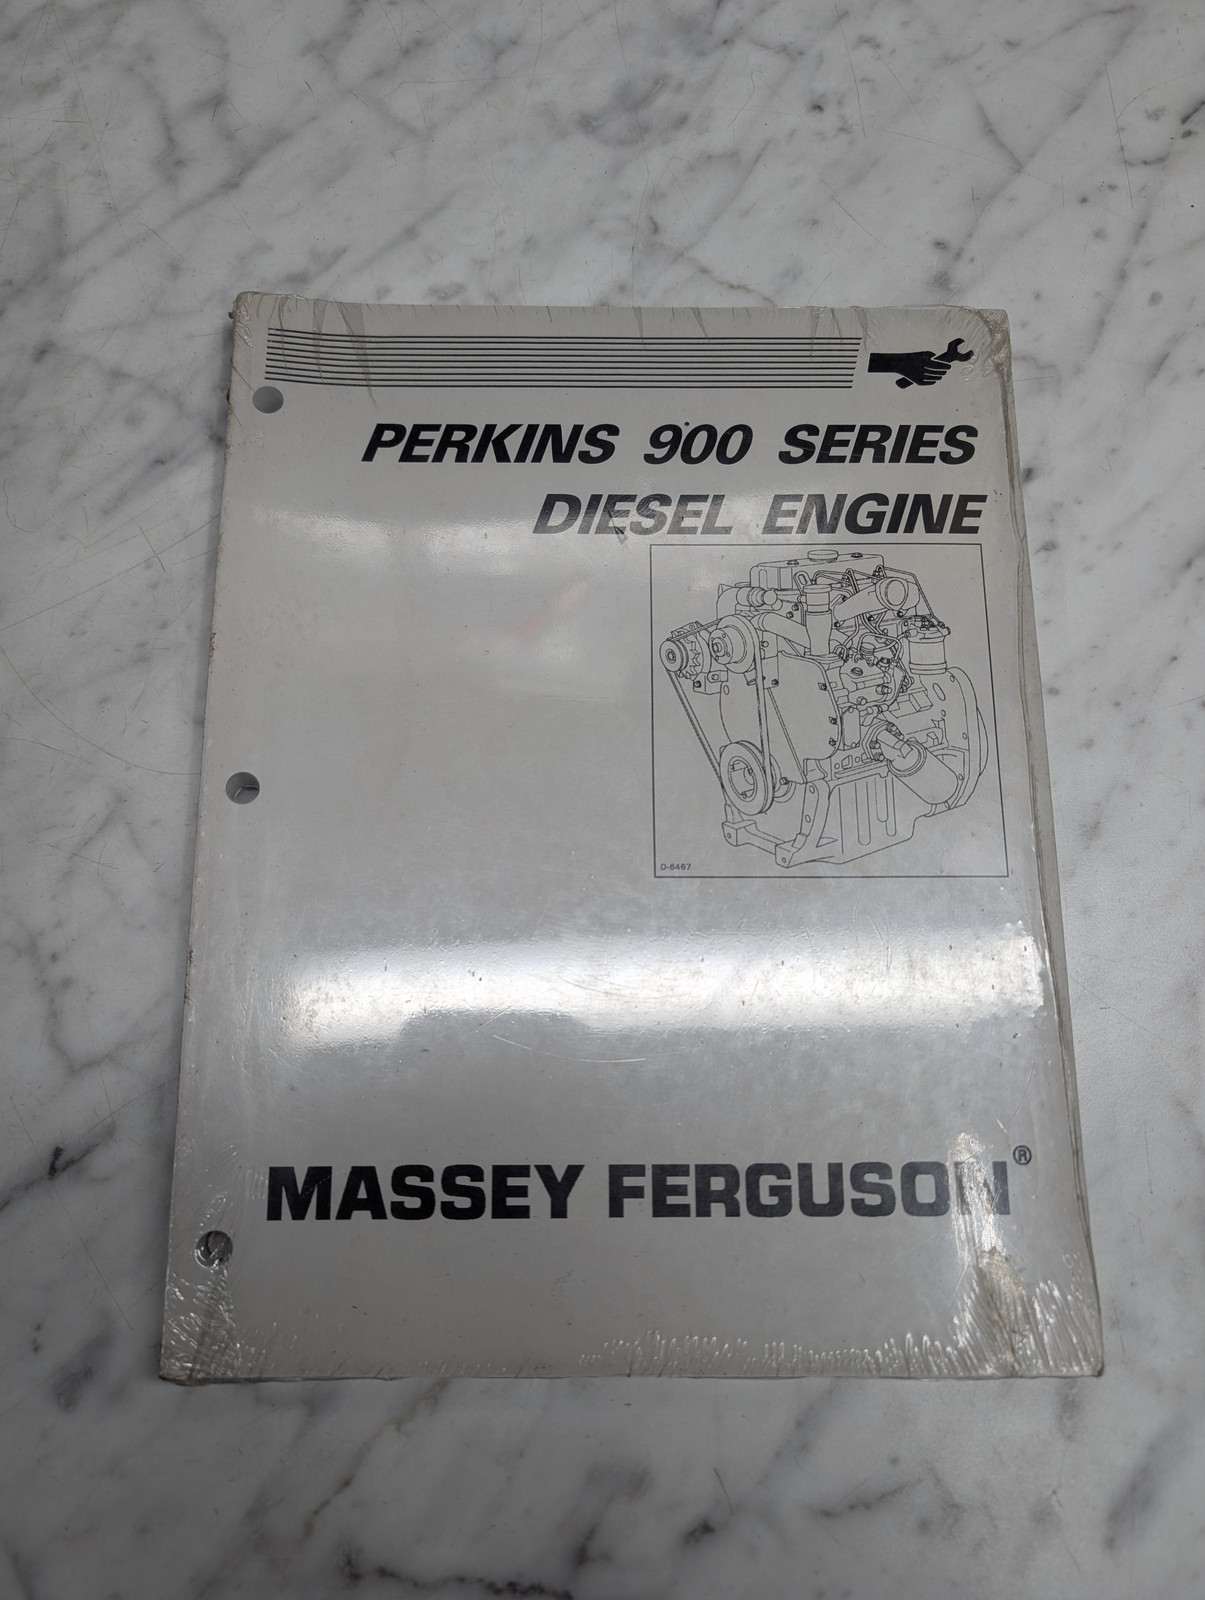 PERKINS 900 SERIES
DIESEL ENGINE
D-6467
MASSEY FERGUSON®